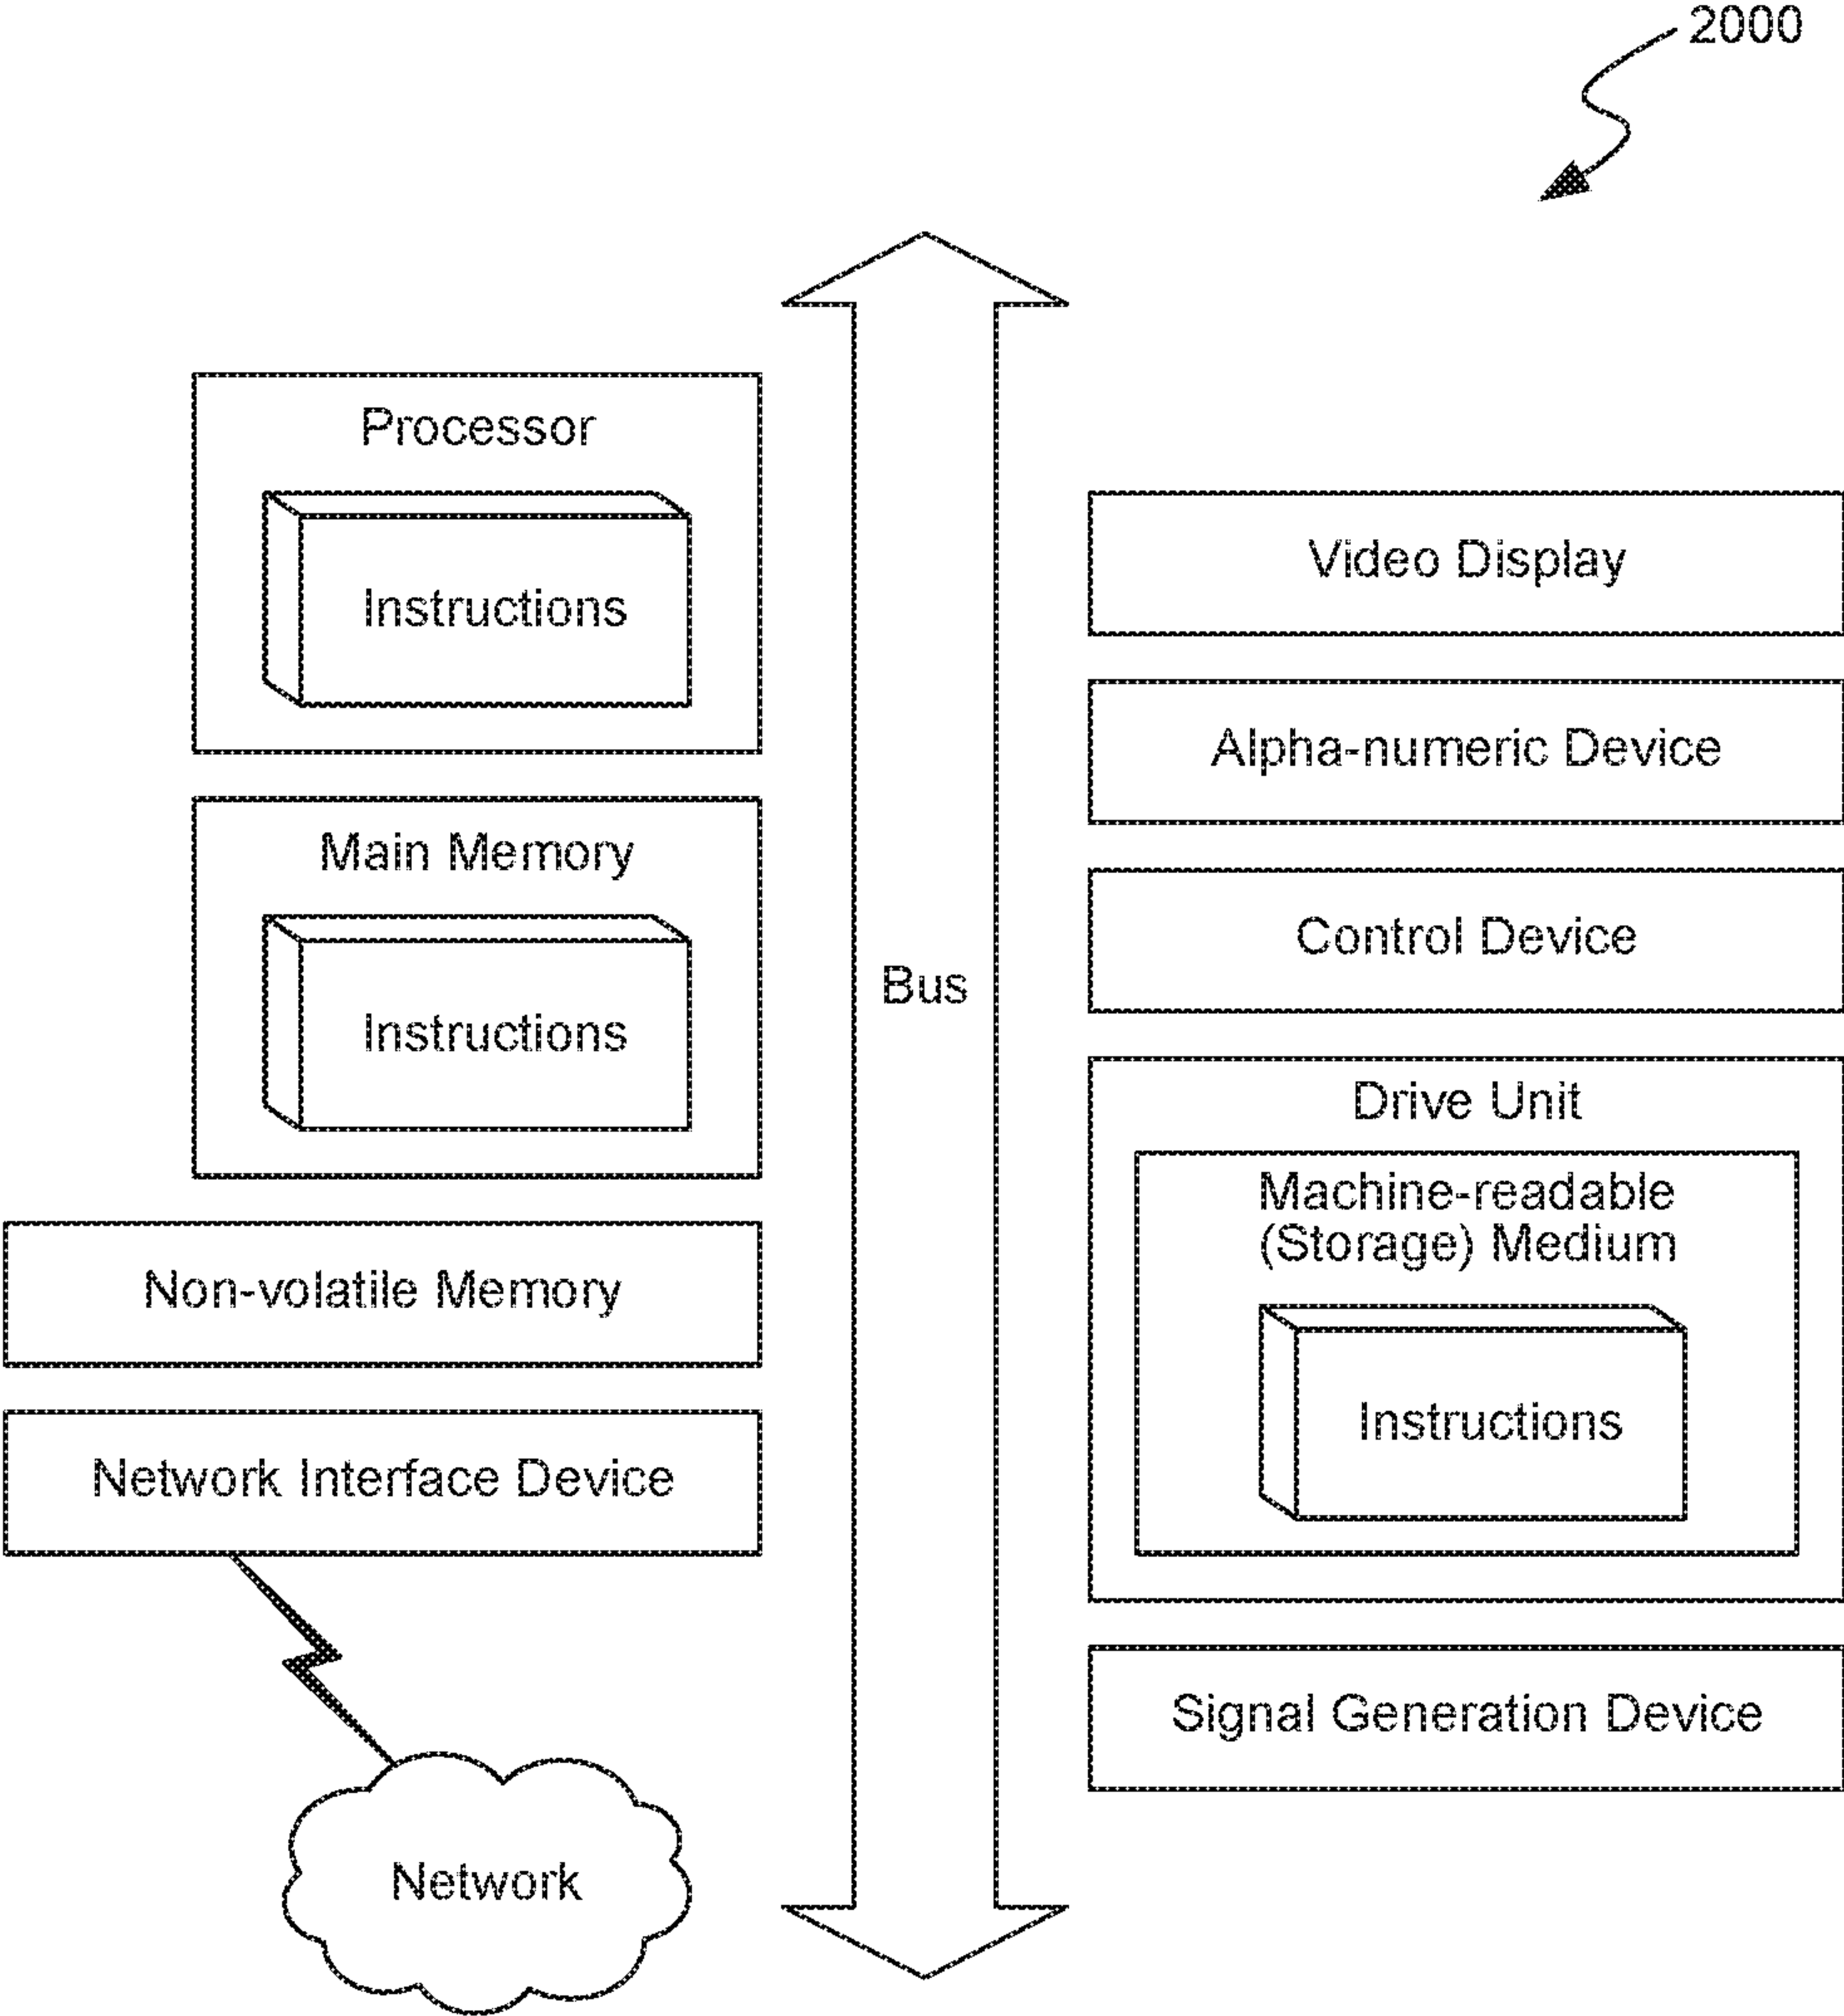 2000
Processor
Instructions
Main Memory
Instructions
Non-volatile Memory
Network Interface Device
Network
Bus
Video Display
Alpha-numeric Device
Control Device
Drive Unit
Machine-readable
(Storage) Medium
Instructions
Signal Generation Device